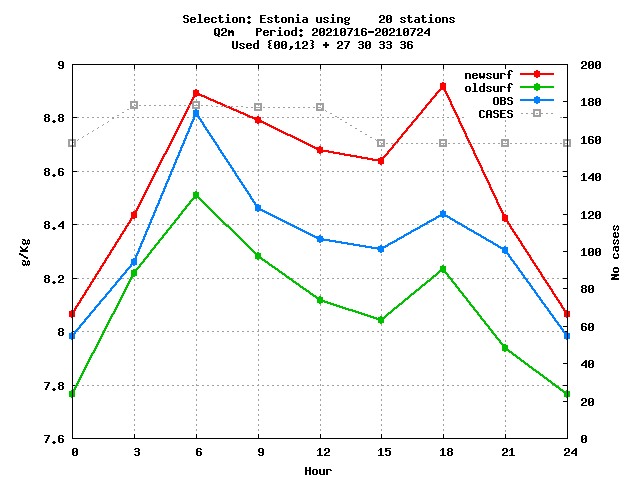 Selection: Estonia using    20 stations
Q2m   Period: 20210716-20210724
Used {00,12} + 27 30 33 36
newsurf
oldsurf
OBS
CASES
9
8.8
8.6
8.4
8.2
8
7.8
7.6
g/Kg
200
180
160
140
120
100
80
60
40
20
0
No cases
0 3 6 9 12 15 18 21 24
Hour